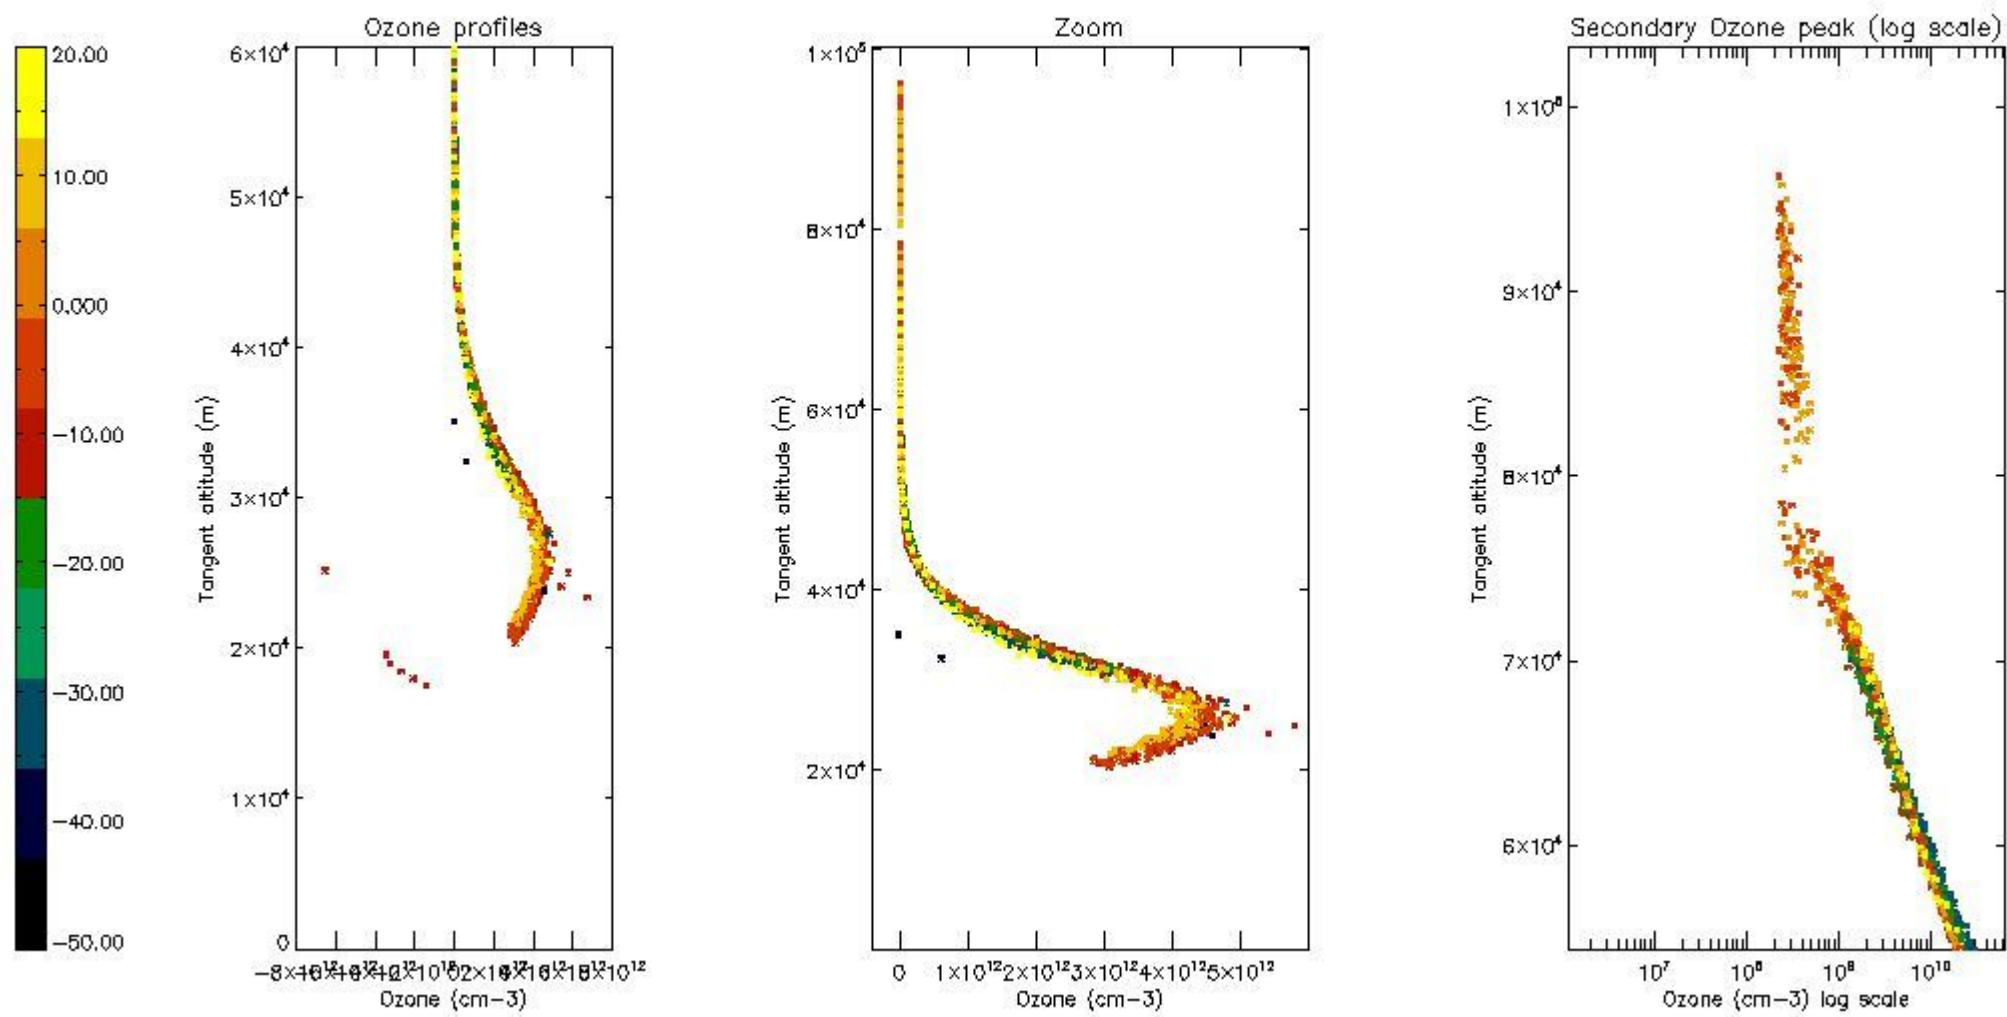 Ozone profiles
Zoom
Secondary Ozone peak (log scale)
20.00
10.00
0.000
−10.00
−20.00
−30.00
−40.00
−50.00
6×10⁴
5×10⁴
4×10⁴
3×10⁴
2×10⁴
1×10⁴
0
Tangent altitude (m)
Ozone (cm−3)
1×10⁵
8×10⁴
6×10⁴
4×10⁴
2×10⁴
Tangent altitude (m)
0 1×10¹² 2×10¹² 3×10¹² 4×10¹² 5×10¹²
Ozone (cm−3)
9×10⁴
8×10⁴
7×10⁴
6×10⁴
Tangent altitude (m)
10⁷ 10⁸ 10⁹ 10¹⁰
Ozone (cm−3) log scale